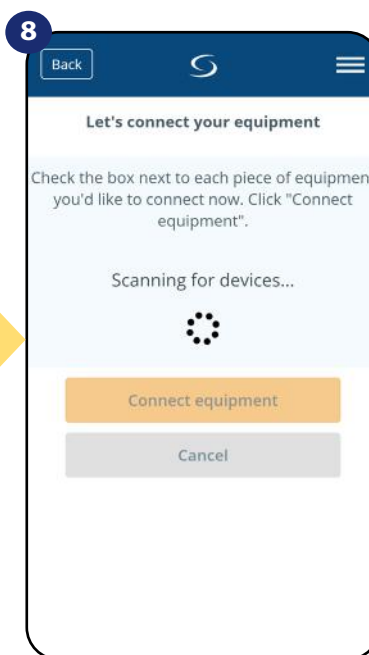 8
Back
Let's connect your equipment
Check the box next to each piece of equipmen
you'd like to connect now. Click "Connect
equipment".
Scanning for devices...
Connect equipment
Cancel